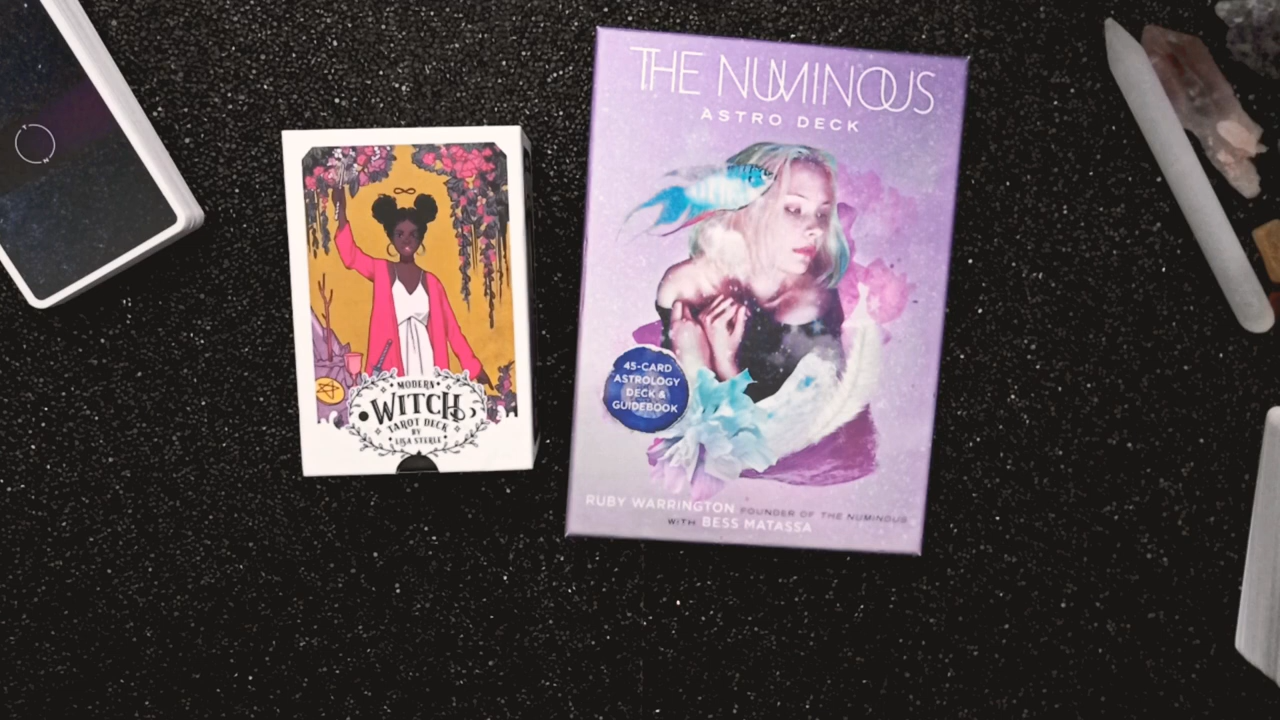 MODERN
WITCH
TAROT DECK
BY
LISA STERLE
THE NUMINOUS
ASTRO DECK
45-CARD
ASTROLOGY
DECK &
GUIDEBOOK
RUBY WARRINGTON FOUNDER OF THE NUMINOUS
WITH BESS MATASSA